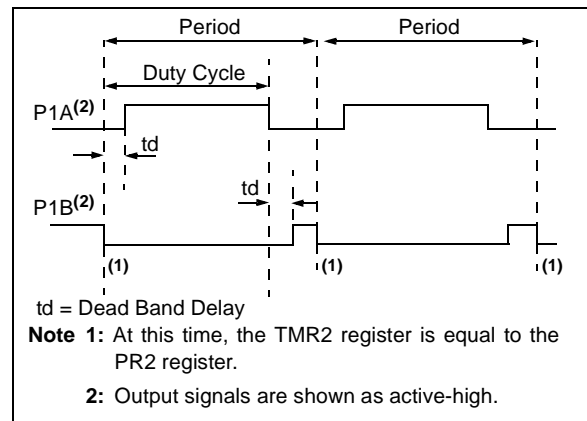 Period Period
Duty Cycle
P1A(2)
td
td
P1B(2)
(1) (1) (1)
td = Dead Band Delay
Note 1: At this time, the TMR2 register is equal to the
PR2 register.
2: Output signals are shown as active-high.